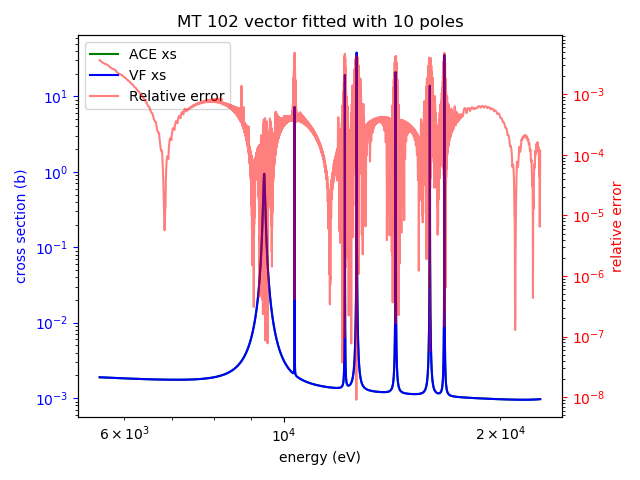 MT 102 vector fitted with 10 poles
ACE xs
VF xs
Relative error
cross section (b)
10¹
10⁰
10⁻¹
10⁻²
10⁻³
10⁻³
10⁻⁴
10⁻⁵
10⁻⁶
10⁻⁷
10⁻⁸
relative error
6 × 10³
10⁴
2 × 10⁴
energy (eV)